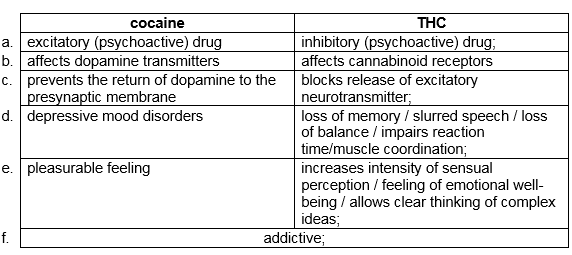 cocaine THC
a. excitatory (psychoactive) drug inhibitory (psychoactive) drug;
b. affects dopamine transmitters affects cannabinoid receptors
c. prevents the return of dopamine to the blocks release of excitatory
presynaptic membrane neurotransmitter;
d. depressive mood disorders loss of memory / slurred speech / loss
of balance / impairs reaction
time/muscle coordination;
e. pleasurable feeling increases intensity of sensual
perception / feeling of emotional well-
being / allows clear thinking of complex
ideas;
f. addictive;